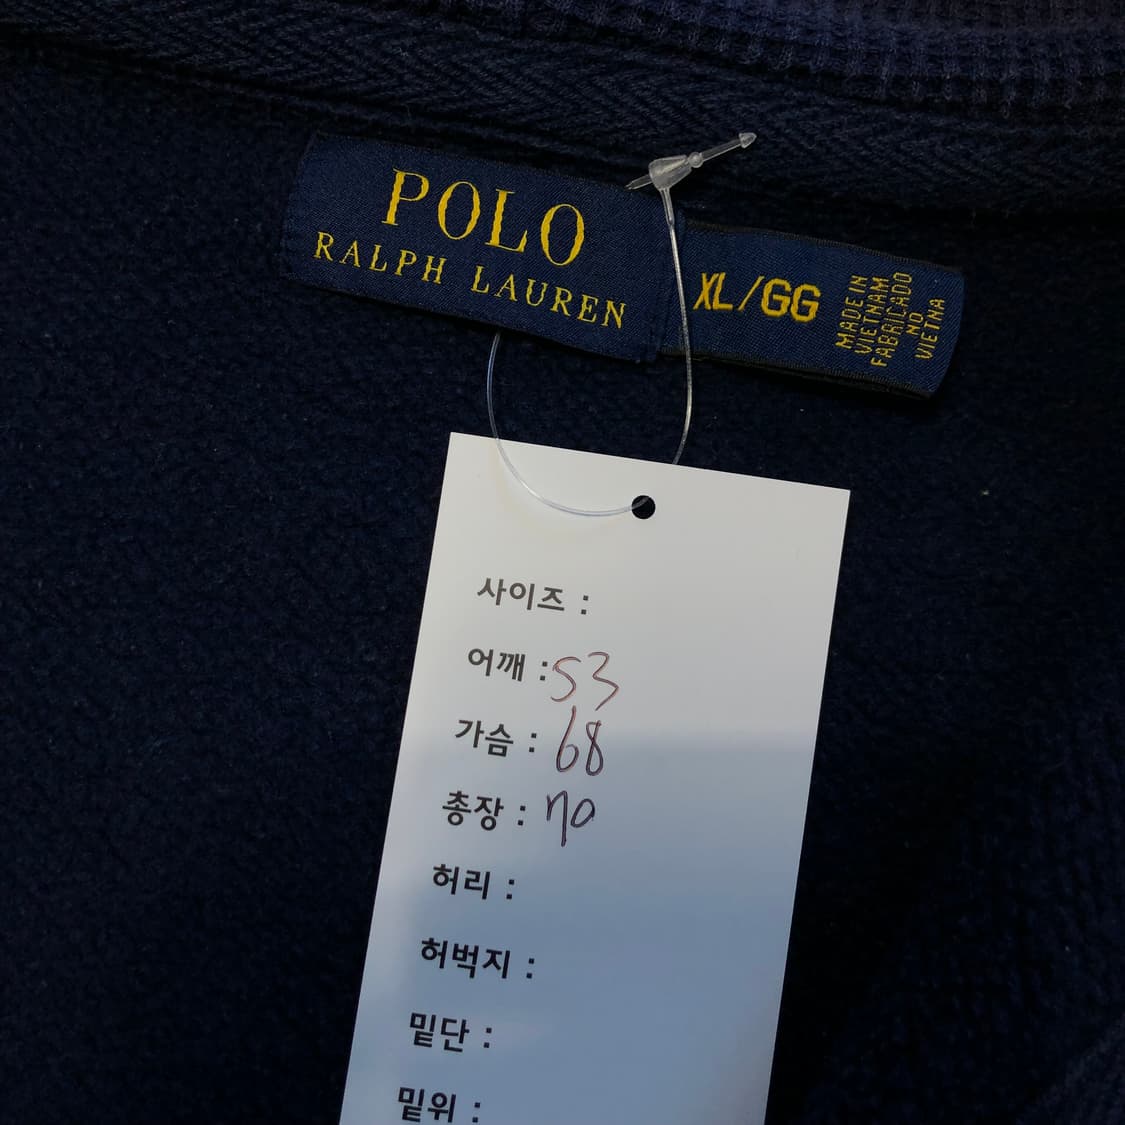 POLO
RALPH LAUREN
XL/GG
MADE IN
VIETNAM
FABRICADO
NO
VIETNA
사이즈 :
어깨 : 53
가슴 : 68
총장 : 70
허리 :
허벅지 :
밑단 :
밑위 :